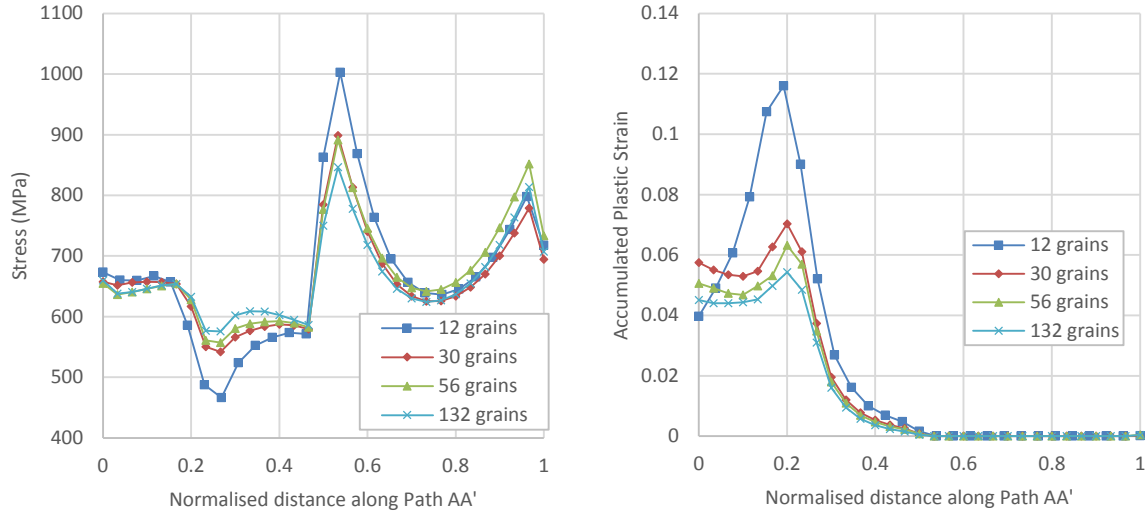 1100
1000
900
800
700
600
500
400
Stress (MPa)
0 0.2 0.4 0.6 0.8 1
Normalised distance along Path AA'
12 grains
30 grains
56 grains
132 grains
0.14
0.12
0.1
0.08
0.06
0.04
0.02
0
Accumulated Plastic Strain
0 0.2 0.4 0.6 0.8 1
Normalised distance along Path AA'
12 grains
30 grains
56 grains
132 grains